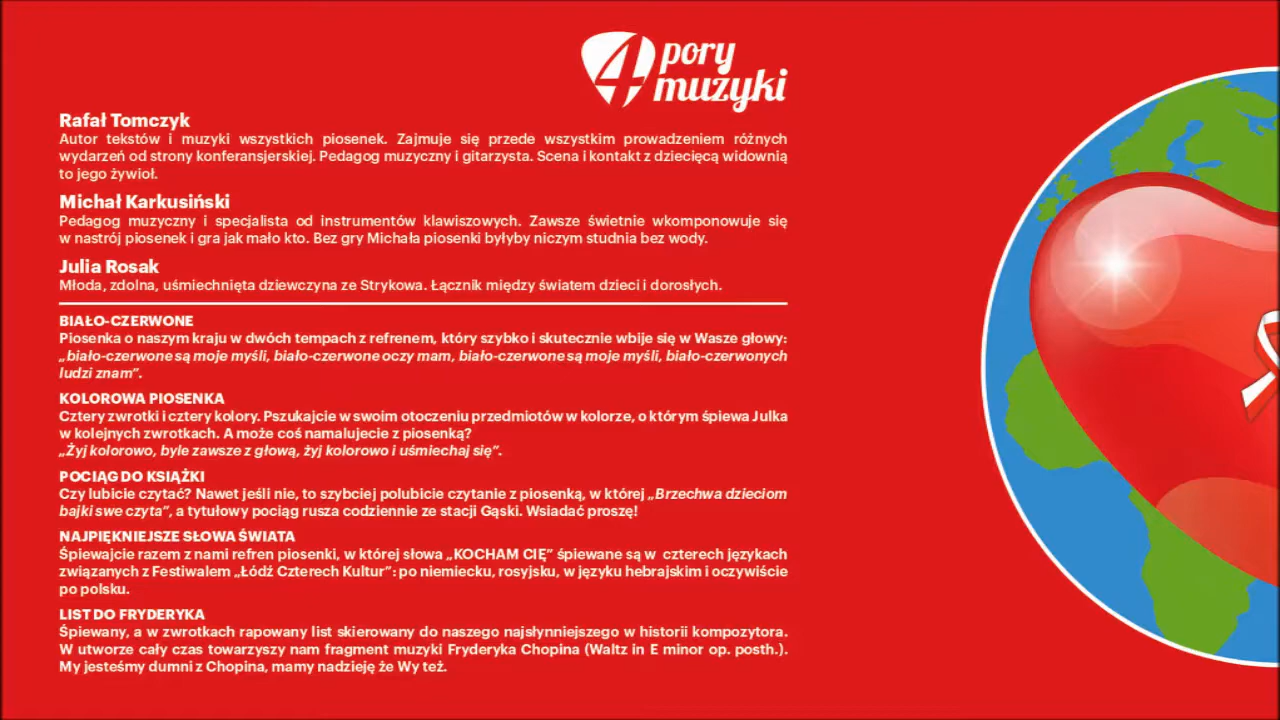 4 pory
muzyki
Rafał Tomczyk
Autor tekstów i muzyki wszystkich piosenek. Zajmuje się przede wszystkim prowadzeniem różnych
wydarzeń od strony konferansjerskiej. Pedagog muzyczny i gitarzysta. Scena i kontakt z dziecięcą widownią
to jego żywioł.
Michał Karkusiński
Pedagog muzyczny i specjalista od instrumentów klawiszowych. Zawsze świetnie wkomponowuje się
w nastrój piosenek i gra jak mało kto. Bez gry Michała piosenki byłyby niczym studnia bez wody.
Julia Rosak
Młoda, zdolna, uśmiechnięta dziewczyna ze Strykowa. Łącznik między światem dzieci i dorosłych.
BIAŁO-CZERWONE
Piosenka o naszym kraju w dwóch tempach z refrenem, który szybko i skutecznie wbije się w Wasze głowy:
„biało-czerwone są moje myśli, biało-czerwone oczy mam, biało-czerwone są moje myśli, biało-czerwonych
ludzi znam”.
KOLOROWA PIOSENKA
Cztery zwrotki i cztery kolory. Pszukajcie w swoim otoczeniu przedmiotów w kolorze, o którym śpiewa Julka
w kolejnych zwrotkach. A może coś namalujecie z piosenką?
„Żyj kolorowo, byle zawsze z głową, żyj kolorowo i uśmiechaj się”.
POCIĄG DO KSIĄŻKI
Czy lubicie czytać? Nawet jeśli nie, to szybciej polubicie czytanie z piosenką, w której „Brzechwa dzieciom
bajki swe czyta”, a tytułowy pociąg rusza codziennie ze stacji Gąski. Wsiadać proszę!
NAJPIĘKNIEJSZE SŁOWA ŚWIATA
Śpiewajcie razem z nami refren piosenki, w której słowa „KOCHAM CIĘ” śpiewane są w czterech językach
związanych z Festiwalem „Łódź Czterech Kultur”: po niemiecku, rosyjsku, w języku hebrajskim i oczywiście
po polsku.
LIST DO FRYDERYKA
Śpiewany, a w zwrotkach rapowany list skierowany do naszego najsłynniejszego w historii kompozytora.
W utworze cały czas towarzyszy nam fragment muzyki Fryderyka Chopina (Waltz in E minor op. posth.).
My jesteśmy dumni z Chopina, mamy nadzieję że Wy też.